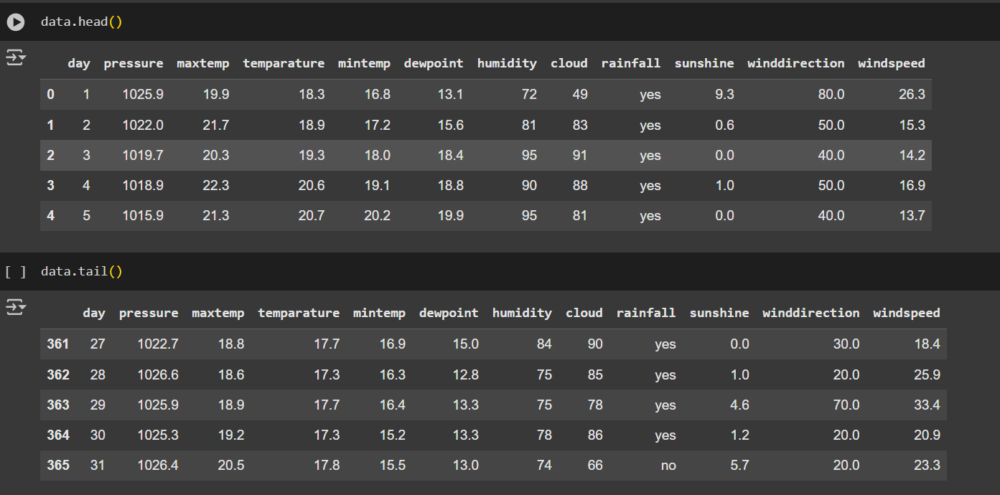 data.head()
day pressure maxtemp temparature mintemp dewpoint humidity cloud rainfall sunshine winddirection windspeed
0 1 1025.9 19.9 18.3 16.8 13.1 72 49 yes 9.3 80.0 26.3
1 2 1022.0 21.7 18.9 17.2 15.6 81 83 yes 0.6 50.0 15.3
2 3 1019.7 20.3 19.3 18.0 18.4 95 91 yes 0.0 40.0 14.2
3 4 1018.9 22.3 20.6 19.1 18.8 90 88 yes 1.0 50.0 16.9
4 5 1015.9 21.3 20.7 20.2 19.9 95 81 yes 0.0 40.0 13.7
[ ] data.tail()
day pressure maxtemp temparature mintemp dewpoint humidity cloud rainfall sunshine winddirection windspeed
361 27 1022.7 18.8 17.7 16.9 15.0 84 90 yes 0.0 30.0 18.4
362 28 1026.6 18.6 17.3 16.3 12.8 75 85 yes 1.0 20.0 25.9
363 29 1025.9 18.9 17.7 16.4 13.3 75 78 yes 4.6 70.0 33.4
364 30 1025.3 19.2 17.3 15.2 13.3 78 86 yes 1.2 20.0 20.9
365 31 1026.4 20.5 17.8 15.5 13.0 74 66 no 5.7 20.0 23.3